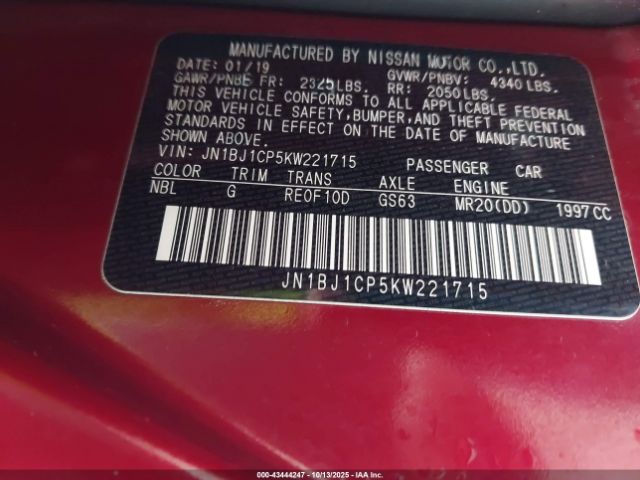 MANUFACTURED BY NISSAN MOTOR CO.,LTD.
DATE: 01/19 GVWR/PNBV: 4340 LBS.
GAWR/PNBE FR: 2325LBS. RR: 2050LBS.
THIS VEHICLE CONFORMS TO ALL APPLICABLE FEDERAL
MOTOR VEHICLE SAFETY,BUMPER,AND THEFT PREVENTION
STANDARDS IN EFFECT ON THE DATE OF MANUFACTURE
SHOWN ABOVE.
VIN: JN1BJ1CP5KW221715 PASSENGER CAR
COLOR TRIM TRANS AXLE ENGINE
NBL G RE0F10D GS63 MR20(DD) 1997CC
JN1BJ1CP5KW221715
000-43444247 - 10/13/2025 - IAAI.COM